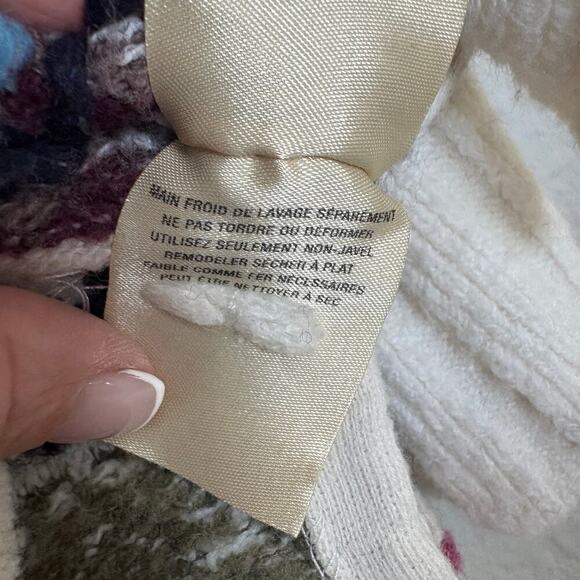 MAIN FROID DE LAVAGE SÉPARÉMENT
NE PAS TORDRE OU DÉFORMER
UTILISEZ SEULEMENT NON-JAVEL
REMODELER SÉCHER À PLAT
FAIBLE COMME FER NÉCLSSAIRES
PEUT ÊTRE NETTOYER À SEC